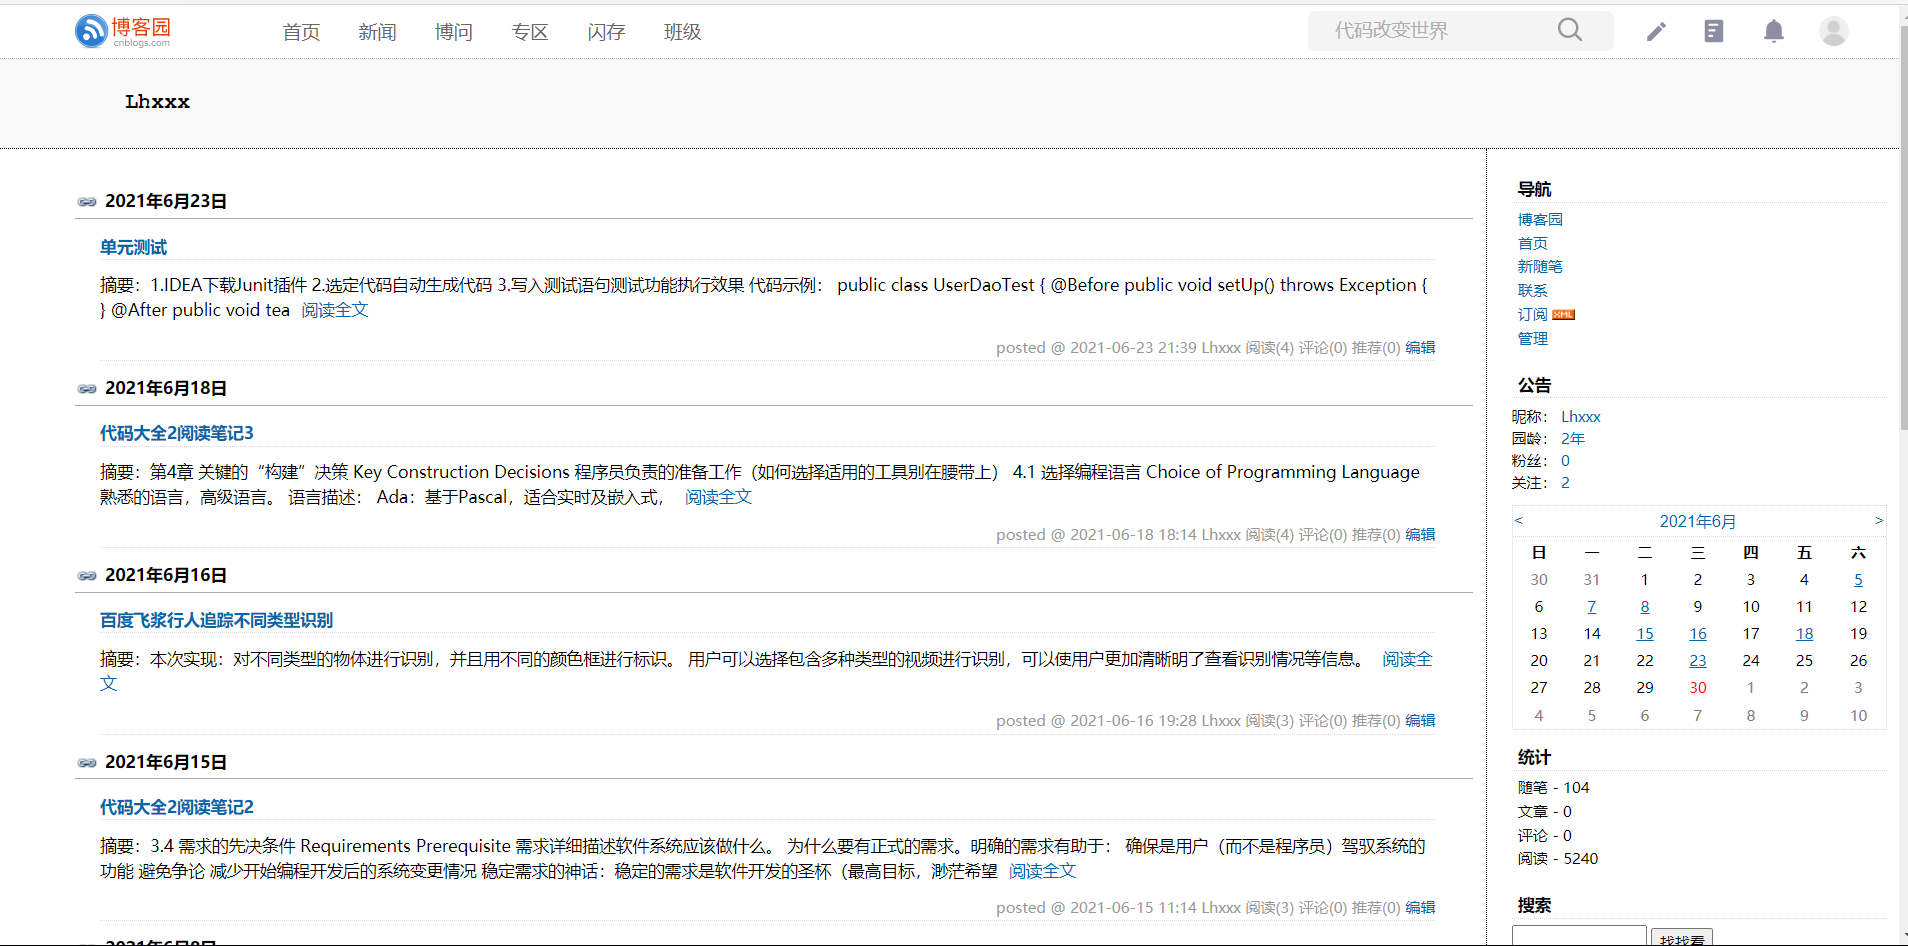 博客园
cnblogs.com
首页 新闻 博问 专区 闪存 班级
代码改变世界
Lhxxx
2021年6月23日
单元测试
摘要：1.IDEA下载Junit插件 2.选定代码自动生成代码 3.写入测试语句测试功能执行效果 代码示例： public class UserDaoTest { @Before public void setUp() throws Exception {
} @After public void tea 阅读全文
posted @ 2021-06-23 21:39 Lhxxx 阅读(4) 评论(0) 推荐(0) 编辑
2021年6月18日
代码大全2阅读笔记3
摘要：第4章 关键的“构建”决策 Key Construction Decisions 程序员负责的准备工作（如何选择适用的工具别在腰带上） 4.1 选择编程语言 Choice of Programming Language
熟悉的语言，高级语言。 语言描述： Ada：基于Pascal，适合实时及嵌入式， 阅读全文
posted @ 2021-06-18 18:14 Lhxxx 阅读(4) 评论(0) 推荐(0) 编辑
2021年6月16日
百度飞浆行人追踪不同类型识别
摘要：本次实现：对不同类型的物体进行识别，并且用不同的颜色框进行标识。 用户可以选择包含多种类型的视频进行识别，可以使用户更加清晰明了查看识别情况等信息。 阅读全
文
posted @ 2021-06-16 19:28 Lhxxx 阅读(3) 评论(0) 推荐(0) 编辑
2021年6月15日
代码大全2阅读笔记2
摘要：3.4 需求的先决条件 Requirements Prerequisite 需求详细描述软件系统应该做什么。 为什么要有正式的需求。明确的需求有助于： 确保是用户（而不是程序员）驾驭系统的
功能 避免争论 减少开始编程开发后的系统变更情况 稳定需求的神话：稳定的需求是软件开发的圣杯（最高目标，渺茫希望 阅读全文
posted @ 2021-06-15 11:14 Lhxxx 阅读(3) 评论(0) 推荐(0) 编辑
导航
博客园
首页
新随笔
联系
订阅 XML
管理
公告
昵称： Lhxxx
园龄： 2年
粉丝： 0
关注： 2
< 2021年6月 >
日 一 二 三 四 五 六
30 31 1 2 3 4 5
6 7 8 9 10 11 12
13 14 15 16 17 18 19
20 21 22 23 24 25 26
27 28 29 30 1 2 3
4 5 6 7 8 9 10
统计
随笔 - 104
文章 - 0
评论 - 0
阅读 - 5240
搜索
找找看